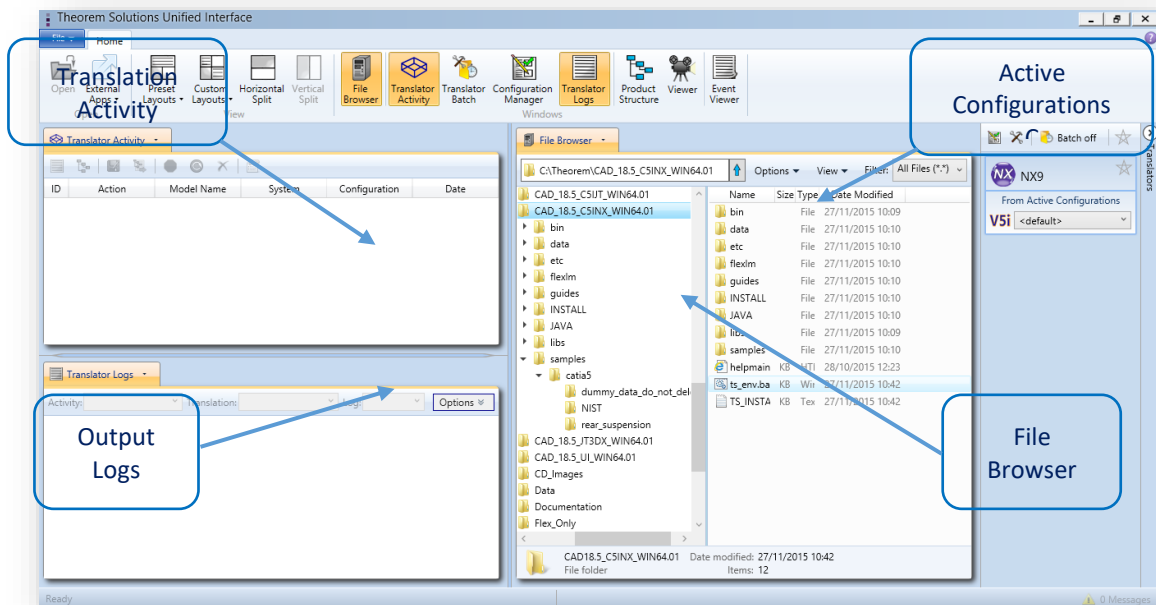 Theorem Solutions Unified Interface
File
Home
Translation
Activity
Active
Configurations
Open
External
Apps
Preset
Layouts
Custom
Layouts
Horizontal
Split
Vertical
Split
File
Browser
Translator
Activity
Translator
Batch
Configuration
Manager
Translator
Logs
Product
Structure
Viewer
Event
Viewer
View
Windows
Translator Activity
ID Action Model Name System Configuration Date
File Browser
C:\Theorem\CAD_18.5_C5INX_WIN64.01 Options View Filter: All Files (*.*)
CAD_18.5_C5UT_WIN64.01
CAD_18.5_C5INX_WIN64.01
bin
data
etc
flexlm
guides
INSTALL
JAVA
libs
samples
catia5
dummy_data_do_not_del
NIST
rear_suspension
CAD_18.5_JT3DX_WIN64.01
CAD_18.5_UI_WIN64.01
CD_Images
Data
Documentation
Flex_Only
Name Size Type Date Modified
bin File 27/11/2015 10:09
data File 27/11/2015 10:10
etc File 27/11/2015 10:10
flexlm File 27/11/2015 10:10
guides File 27/11/2015 10:10
INSTALL File 27/11/2015 10:10
JAVA File 27/11/2015 10:10
libs File 27/11/2015 10:09
samples File 27/11/2015 10:10
helpmain KB HTI 28/10/2015 12:23
ts_env.ba KB Wir 27/11/2015 10:42
TS_INSTA KB Tex 27/11/2015 10:42
CAD18.5_C5INX_WIN64.01 Date modified: 27/11/2015 10:42
File folder Items: 12
Batch off
NX NX9
From Active Configurations
V5i <default>
Translators
Translator Logs
Activity: Translation: Log: Options
Output
Logs
File
Browser
Ready
0 Messages